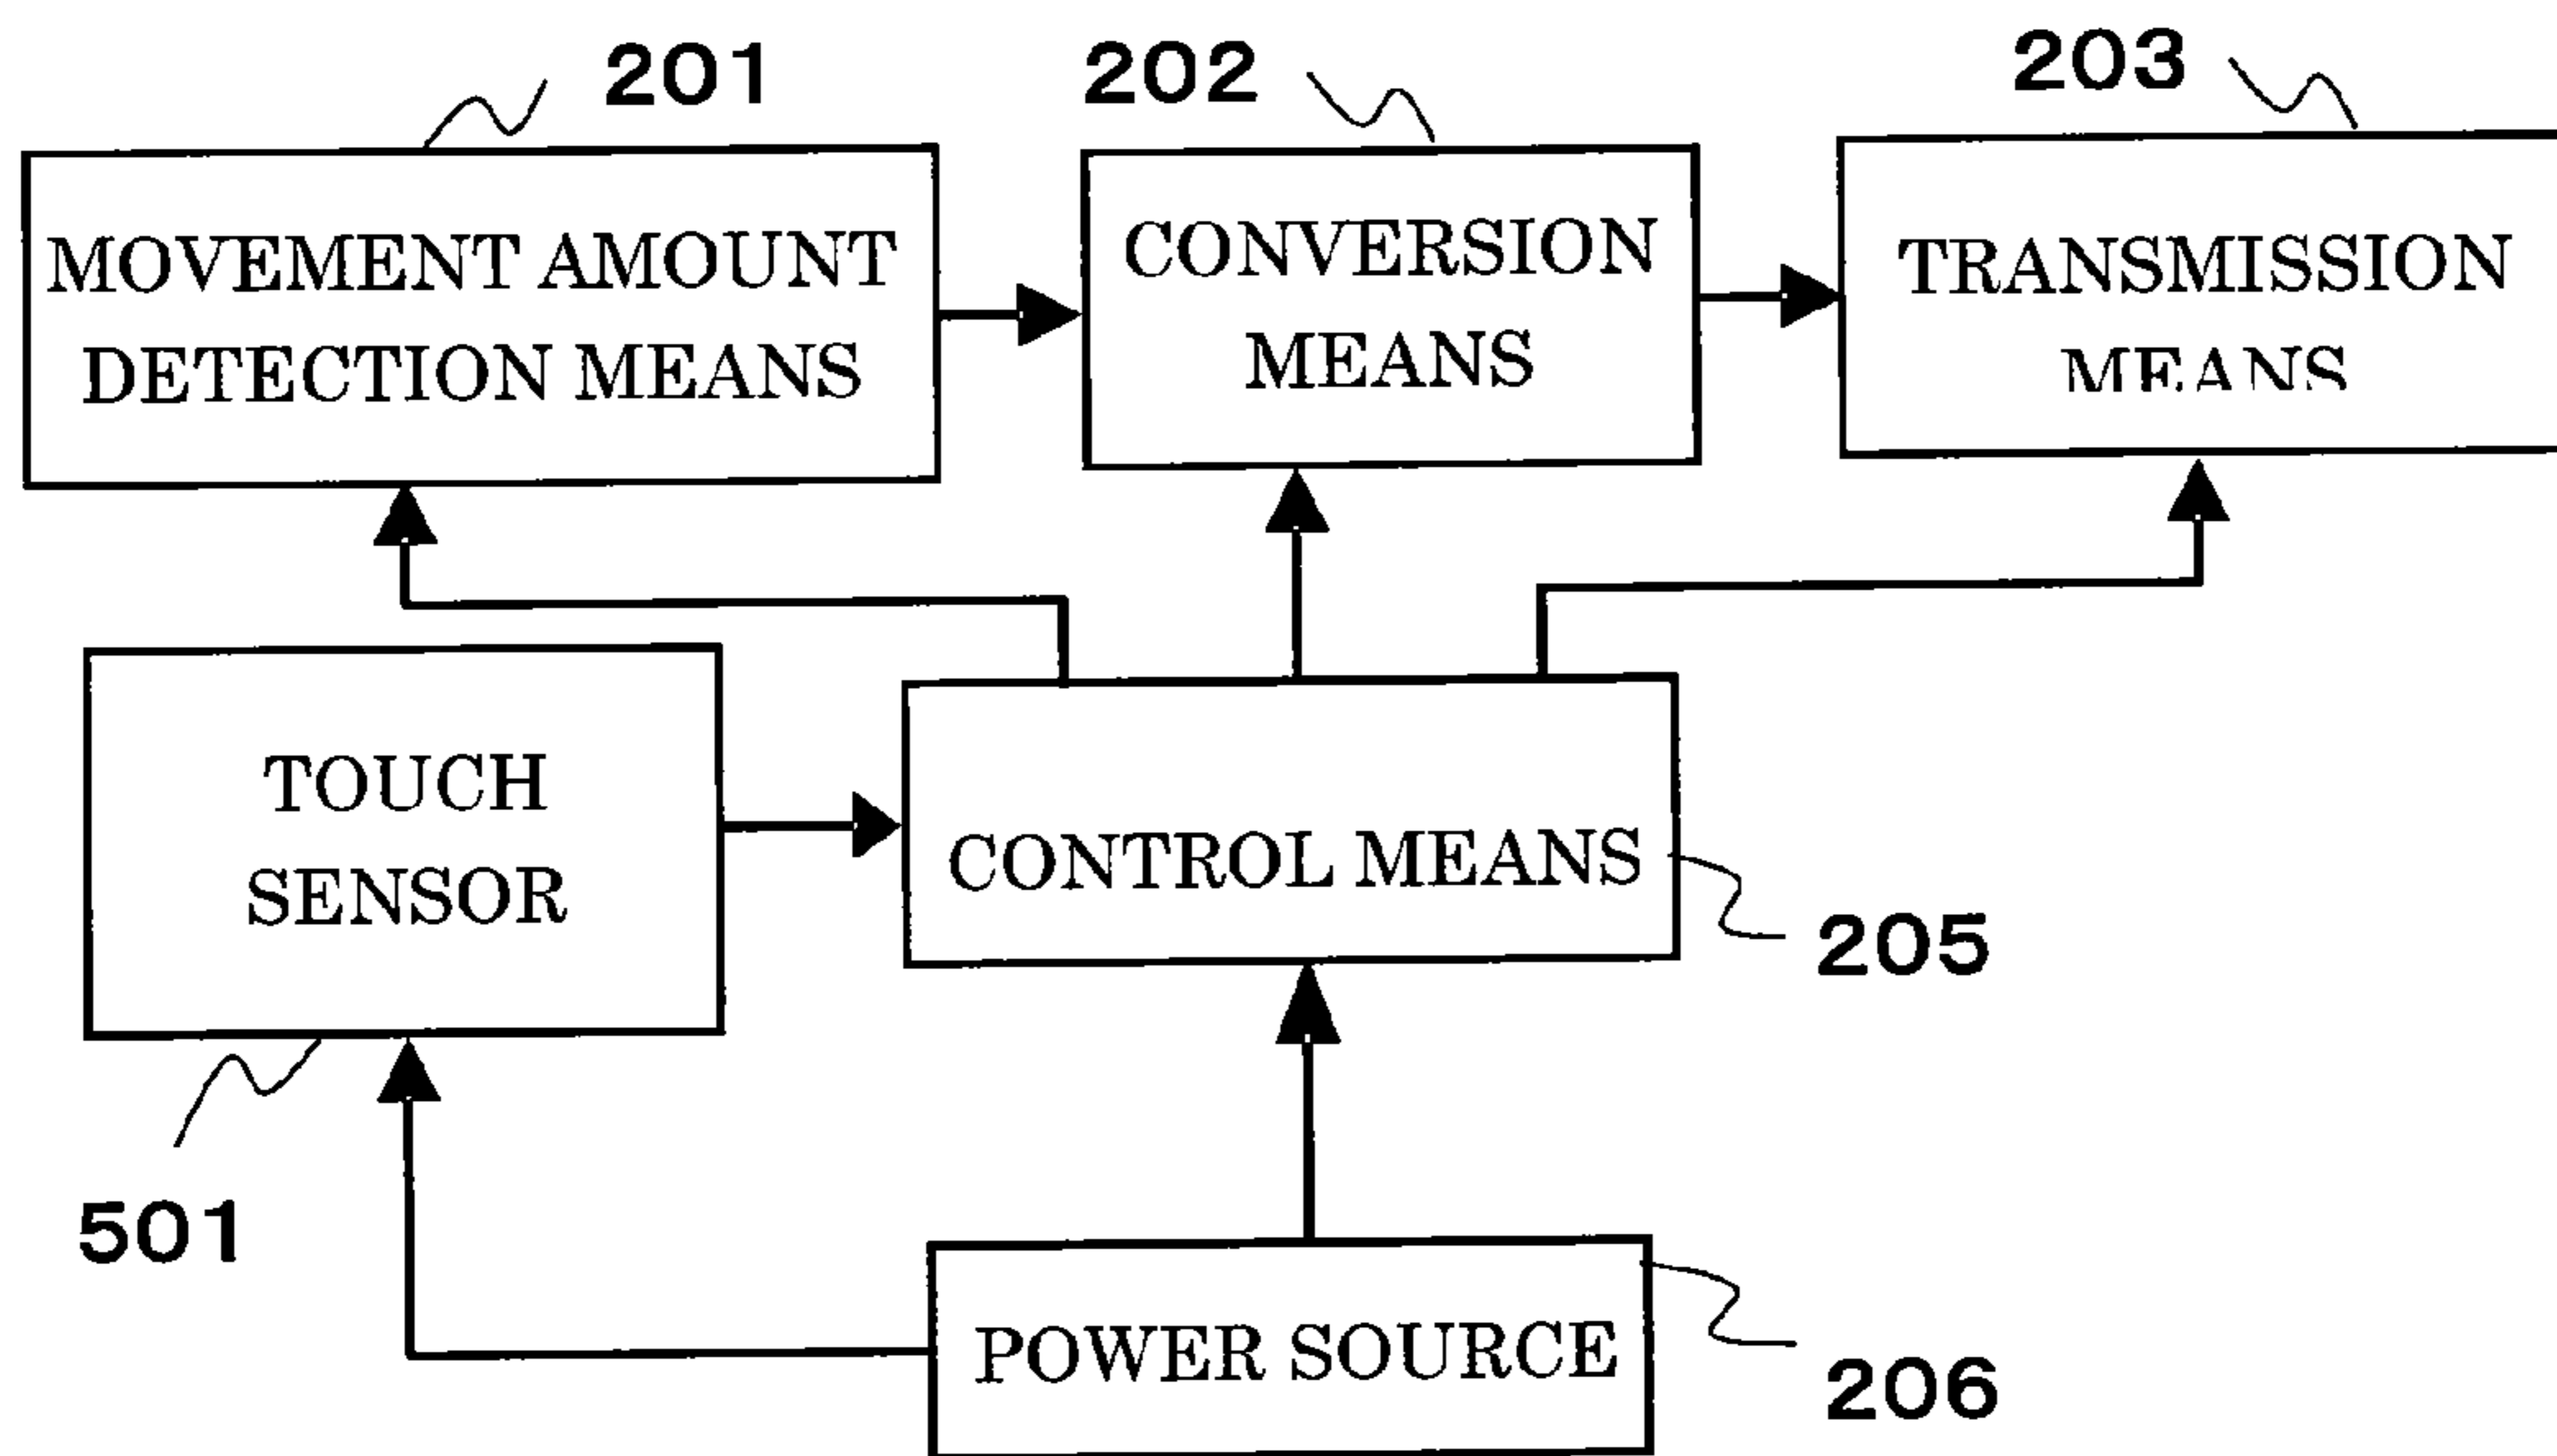 201
202
203
MOVEMENT AMOUNT
DETECTION MEANS
CONVERSION
MEANS
TRANSMISSION
MEANS
TOUCH
SENSOR
CONTROL MEANS
205
501
POWER SOURCE
206